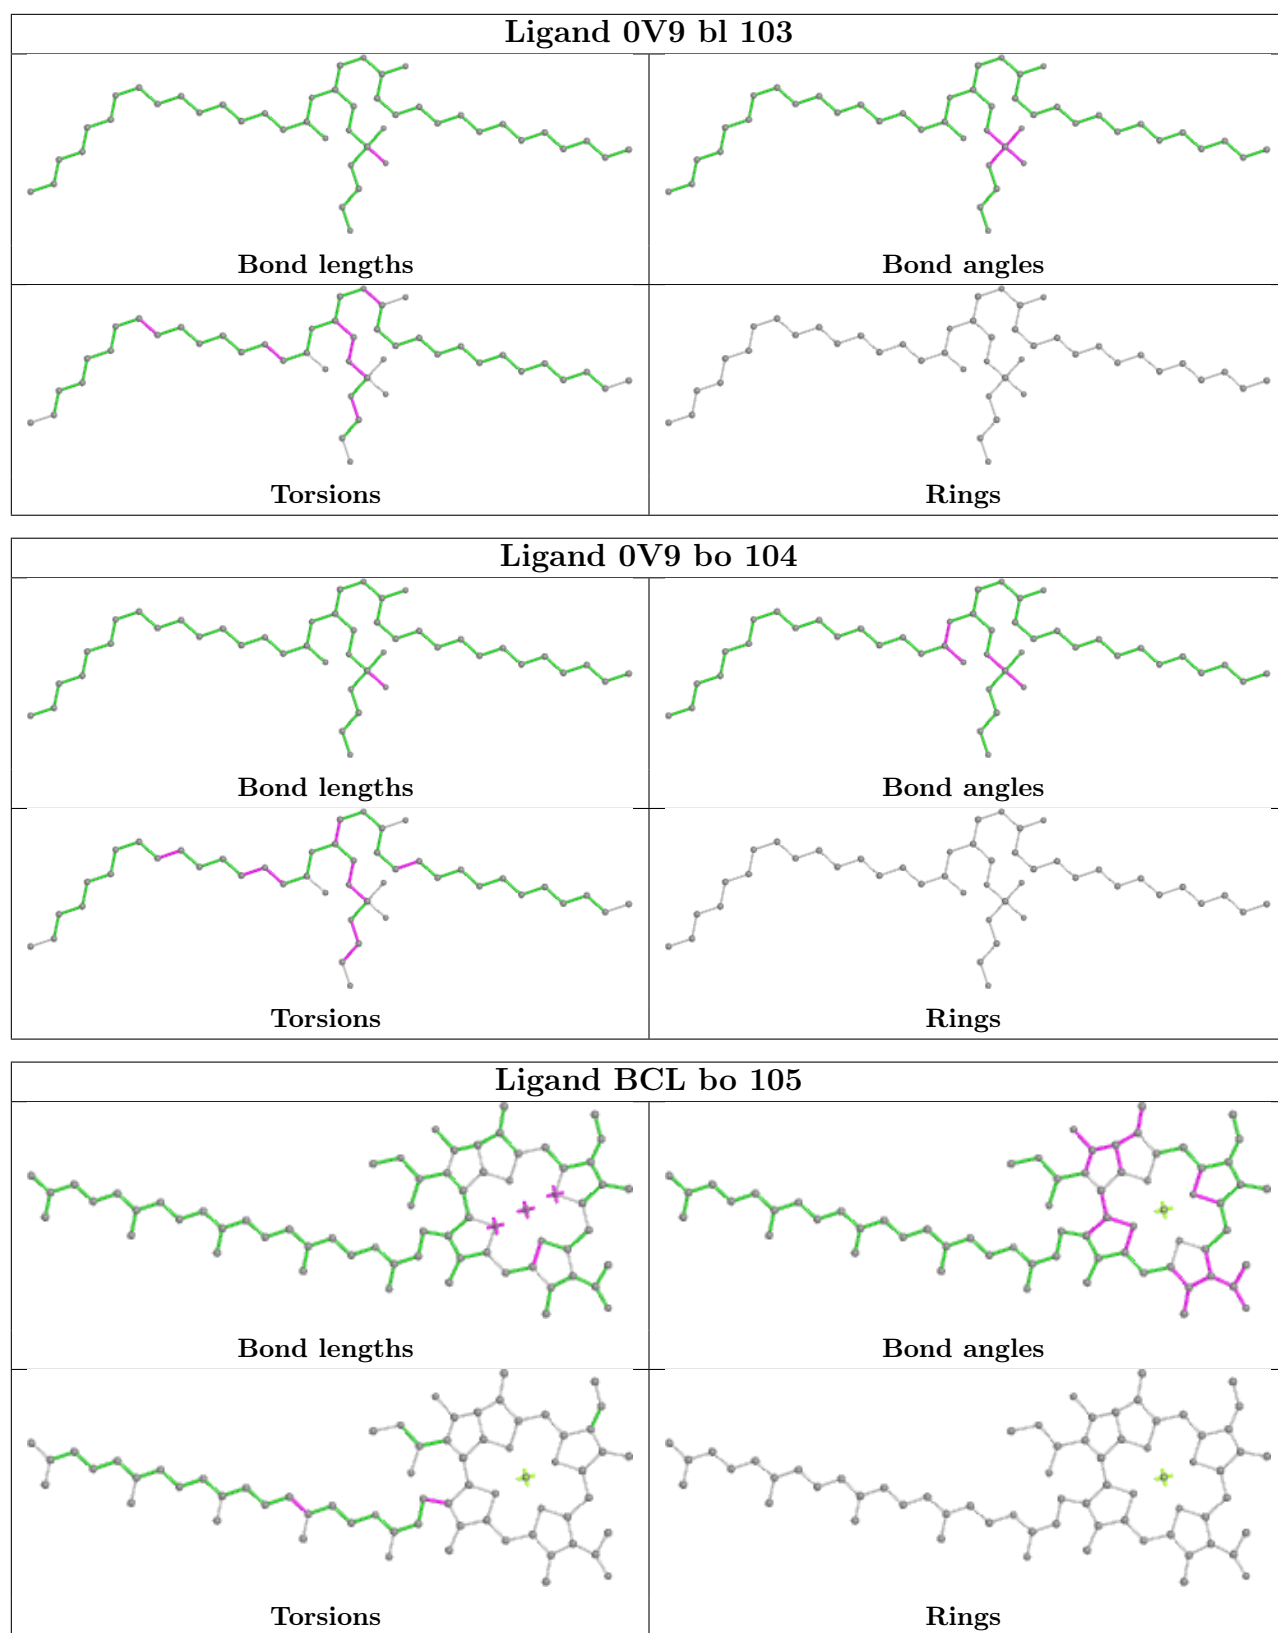 Ligand 0V9 bl 103
Bond lengths
Bond angles
Torsions
Rings
Ligand 0V9 bo 104
Bond lengths
Bond angles
Torsions
Rings
Ligand BCL bo 105
Bond lengths
Bond angles
Torsions
Rings